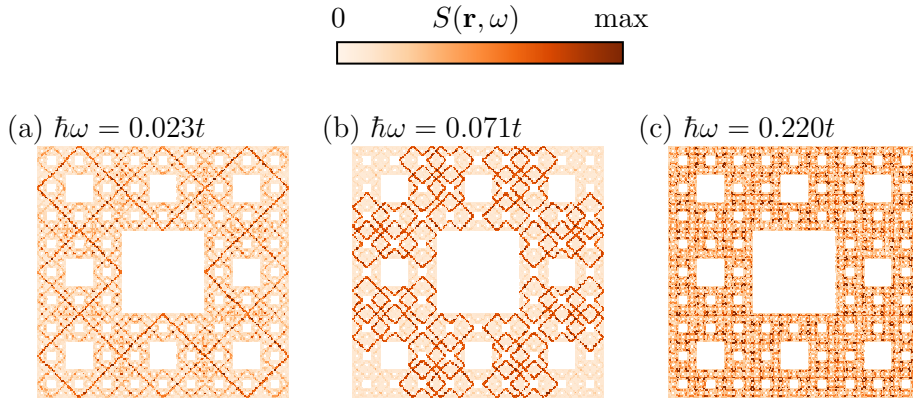 0 S(r, ω) max
(a) ħω = 0.023t (b) ħω = 0.071t (c) ħω = 0.220t